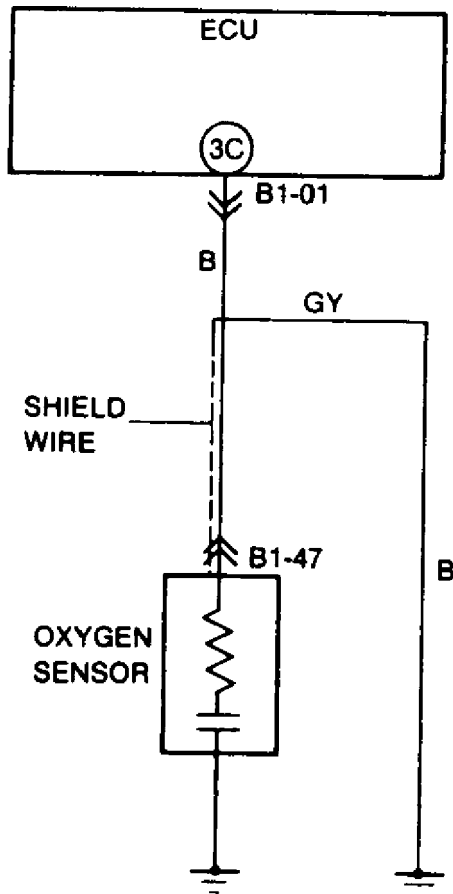 ECU
3C
B1-01
B
GY
SHIELD
WIRE
B1-47
B
OXYGEN
SENSOR